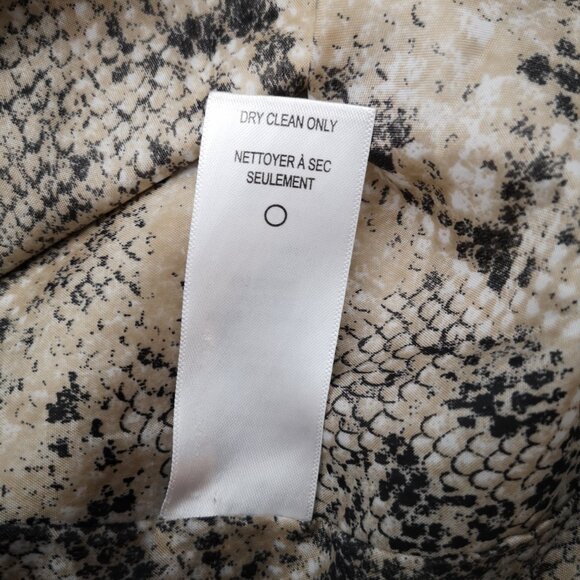 DRY CLEAN ONLY
NETTOYER À SEC
SEULEMENT